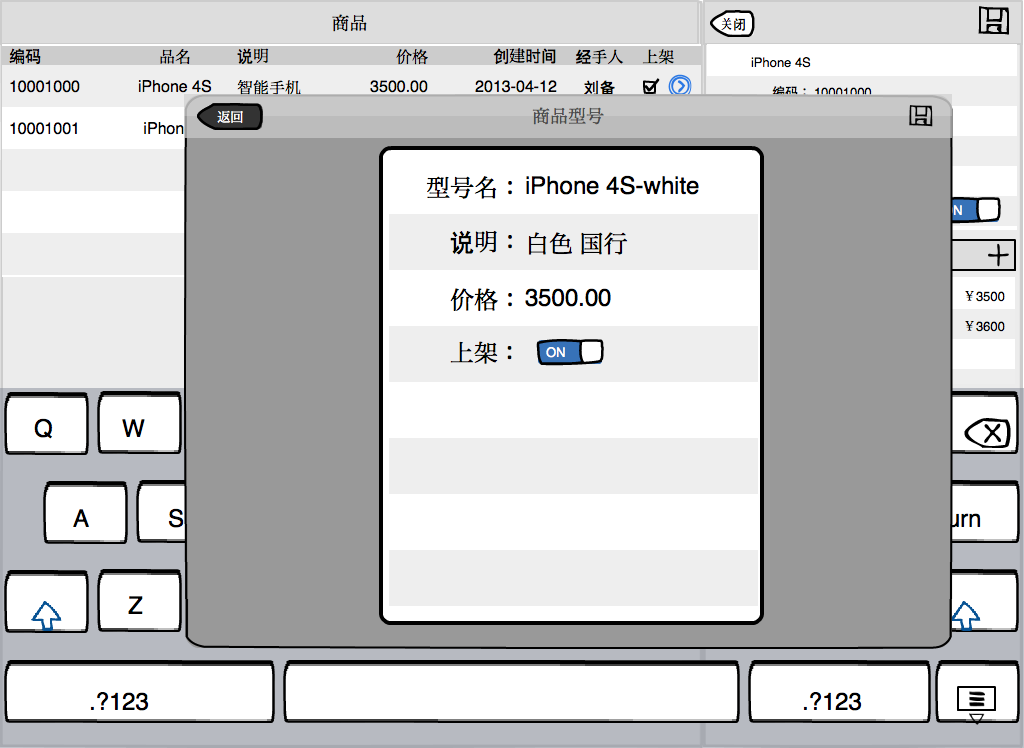 商品
关闭
编码 品名 说明 价格 创建时间 经手人 上架
iPhone 4S
10001000 iPhone 4S 智能手机 3500.00 2013-04-12 刘备
编码： 10001000
返回
商品型号
10001001 iPhon
型号名： iPhone 4S-white
说明： 白色 国行
价格： 3500.00
上架： ON
N
¥3500
¥3600
Q W
A S
urn
Z
.?123 .?123